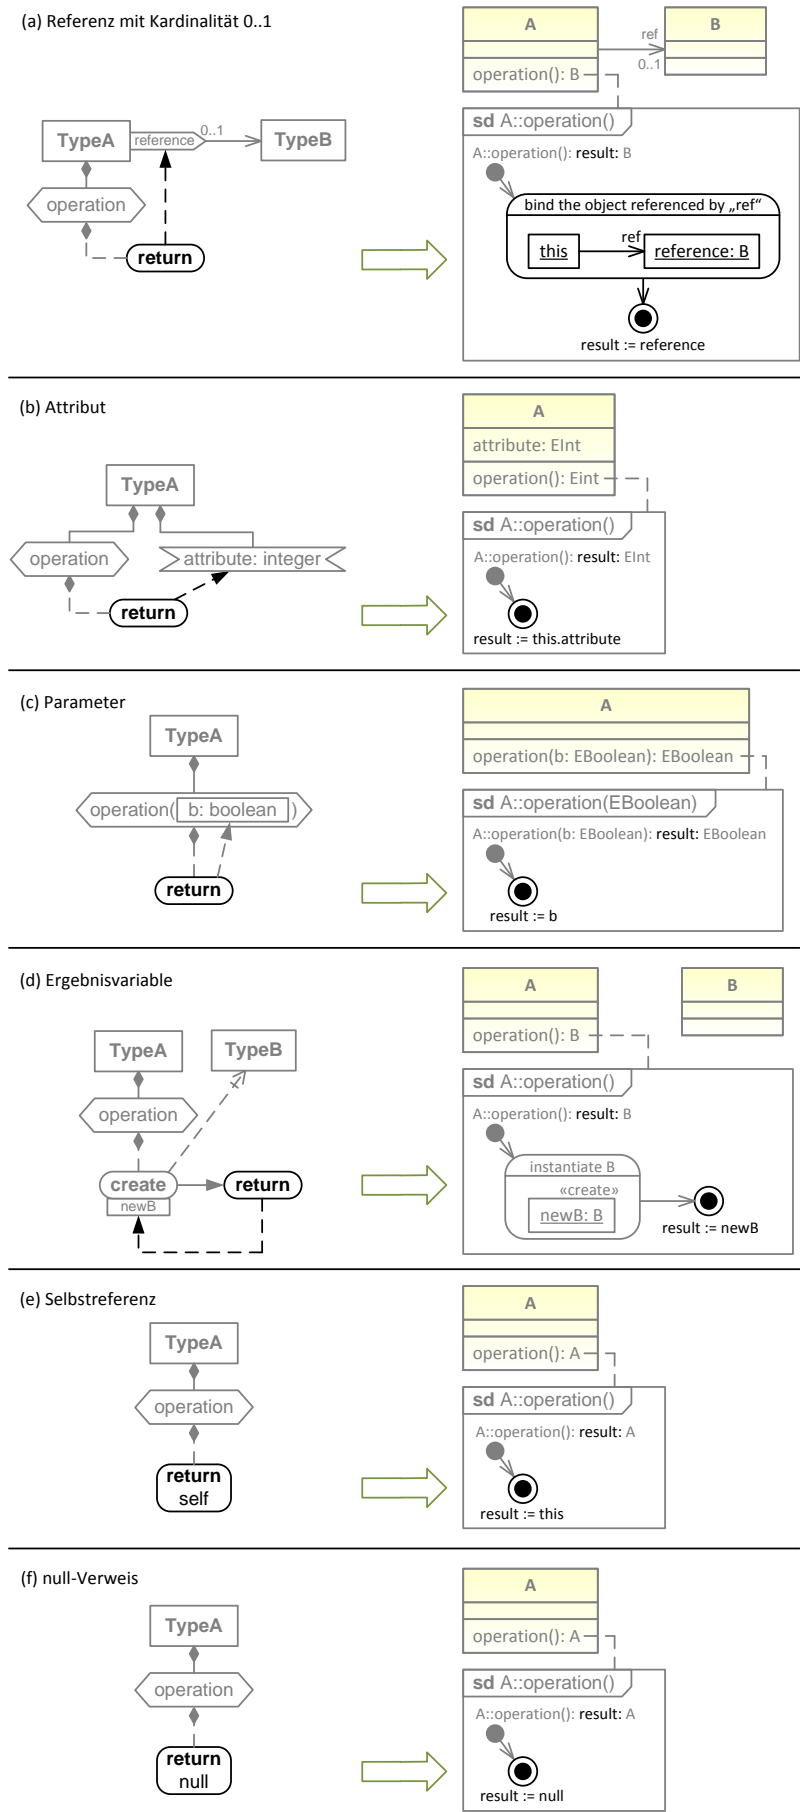 (a) Referenz mit Kardinalität 0..1
A
B
ref
0..1
operation(): B
TypeA
reference
0..1
TypeB
operation
return
sd A::operation()
A::operation(): result: B
bind the object referenced by „ref“
this
ref
reference: B
result := reference
(b) Attribut
A
attribute: EInt
operation(): Eint
TypeA
operation
attribute: integer
return
sd A::operation()
A::operation(): result: EInt
result := this.attribute
(c) Parameter
A
operation(b: EBoolean): EBoolean
TypeA
operation( b: boolean )
return
sd A::operation(EBoolean)
A::operation(b: EBoolean): result: EBoolean
result := b
(d) Ergebnisvariable
A
B
operation(): B
TypeA
TypeB
operation
create
newB
return
sd A::operation()
A::operation(): result: B
instantiate B
«create»
newB: B
result := newB
(e) Selbstreferenz
A
operation(): A
TypeA
operation
return
self
sd A::operation()
A::operation(): result: A
result := this
(f) null-Verweis
A
operation(): A
TypeA
operation
return
null
sd A::operation()
A::operation(): result: A
result := null